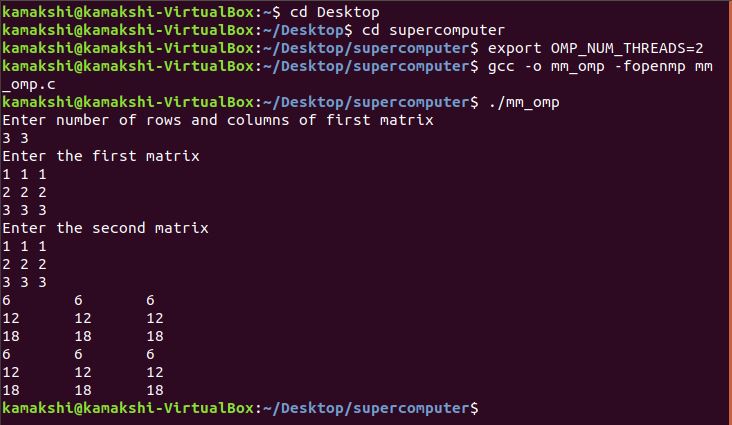 kamakshi@kamakshi-VirtualBox:~$ cd Desktop
kamakshi@kamakshi-VirtualBox:~/Desktop$ cd supercomputer
kamakshi@kamakshi-VirtualBox:~/Desktop/supercomputer$ export OMP_NUM_THREADS=2
kamakshi@kamakshi-VirtualBox:~/Desktop/supercomputer$ gcc -o mm_omp -fopenmp mm
_omp.c
kamakshi@kamakshi-VirtualBox:~/Desktop/supercomputer$ ./mm_omp
Enter number of rows and columns of first matrix
3 3
Enter the first matrix
1 1 1
2 2 2
3 3 3
Enter the second matrix
1 1 1
2 2 2
3 3 3
6       6       6
12      12      12
18      18      18
6       6       6
12      12      12
18      18      18
kamakshi@kamakshi-VirtualBox:~/Desktop/supercomputer$